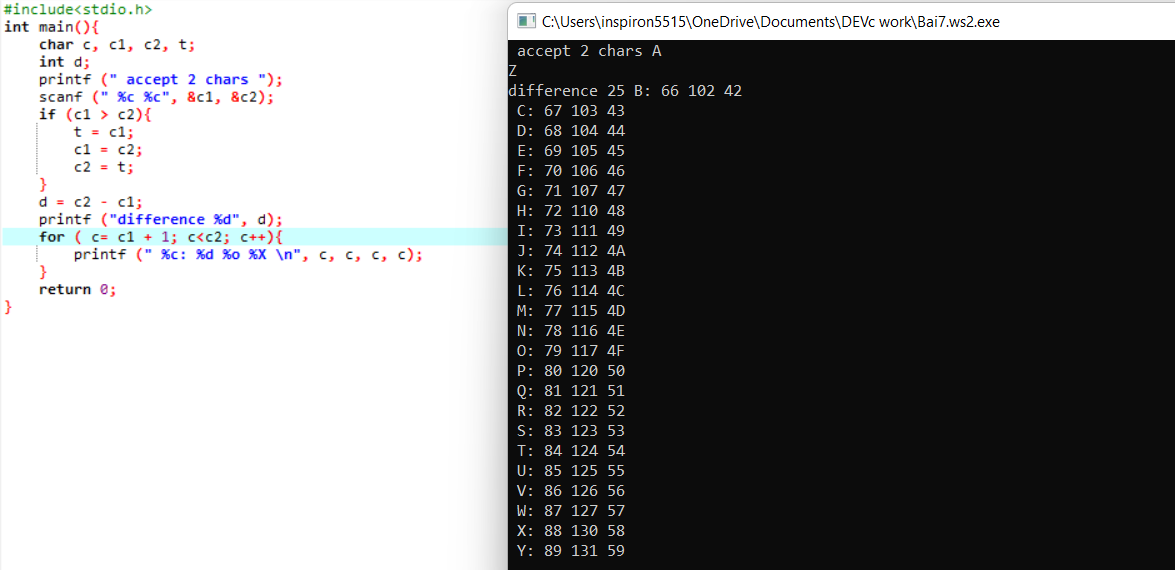 #include<stdio.h>
int main(){
char c, c1, c2, t;
int d;
printf (" accept 2 chars ");
scanf (" %c %c", &c1, &c2);
if (c1 > c2){
t = c1;
c1 = c2;
c2 = t;
}
d = c2 - c1;
printf ("difference %d", d);
for ( c= c1 + 1; c<c2; c++){
printf (" %c: %d %o %X \n", c, c, c, c);
}
return 0;
}
C:\Users\inspiron5515\OneDrive\Documents\DEVc work\Bai7.ws2.exe
accept 2 chars A
Z
difference 25 B: 66 102 42
C: 67 103 43
D: 68 104 44
E: 69 105 45
F: 70 106 46
G: 71 107 47
H: 72 110 48
I: 73 111 49
J: 74 112 4A
K: 75 113 4B
L: 76 114 4C
M: 77 115 4D
N: 78 116 4E
O: 79 117 4F
P: 80 120 50
Q: 81 121 51
R: 82 122 52
S: 83 123 53
T: 84 124 54
U: 85 125 55
V: 86 126 56
W: 87 127 57
X: 88 130 58
Y: 89 131 59